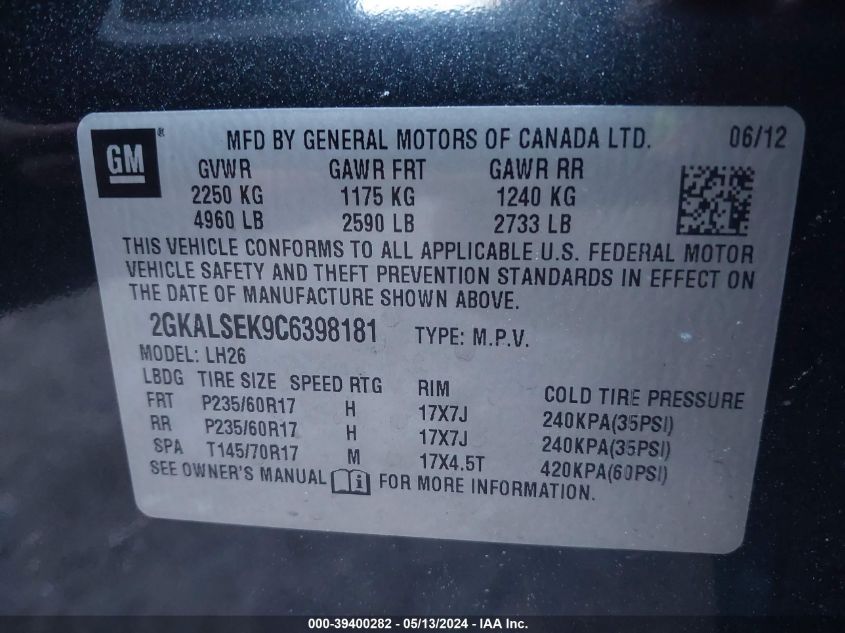 GM ® MFD BY GENERAL MOTORS OF CANADA LTD. 06/12
GVWR GAWR FRT GAWR RR
2250 KG 1175 KG 1240 KG
4960 LB 2590 LB 2733 LB
THIS VEHICLE CONFORMS TO ALL APPLICABLE U.S. FEDERAL MOTOR
VEHICLE SAFETY AND THEFT PREVENTION STANDARDS IN EFFECT ON
THE DATE OF MANUFACTURE SHOWN ABOVE.
2GKALSEK9C6398181 TYPE: M.P.V.
MODEL: LH26
LBDG TIRE SIZE SPEED RTG RIM COLD TIRE PRESSURE
FRT P235/60R17 H 17X7J 240KPA(35PSI)
RR P235/60R17 H 17X7J 240KPA(35PSI)
SPA T145/70R17 M 17X4.5T 420KPA(60PSI)
SEE OWNER'S MANUAL i FOR MORE INFORMATION.
000-39400282 - 05/13/2024 - IAA Inc.